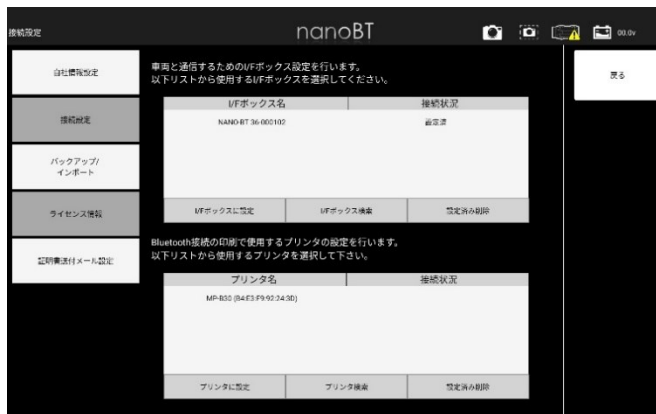 接続設定
nanoBT
00.0v
自社情報設定
接続設定
バックアップ/
インポート
ライセンス情報
証明書送付メール設定
車両と通信するためのI/Fボックス設定を行います。
以下リストから使用するI/Fボックスを選択してください。
I/Fボックス名 接続状況
NANO-BT 36-000102 設定済
I/Fボックスに設定 I/Fボックス検索 設定済み削除
Bluetooth接続の印刷で使用するプリンタの設定を行います。
以下リストから使用するプリンタを選択して下さい。
プリンタ名 接続状況
MP-B30 (B4:E3:F9:92:24:3D)
プリンタに設定 プリンタ検索 設定済み削除
戻る